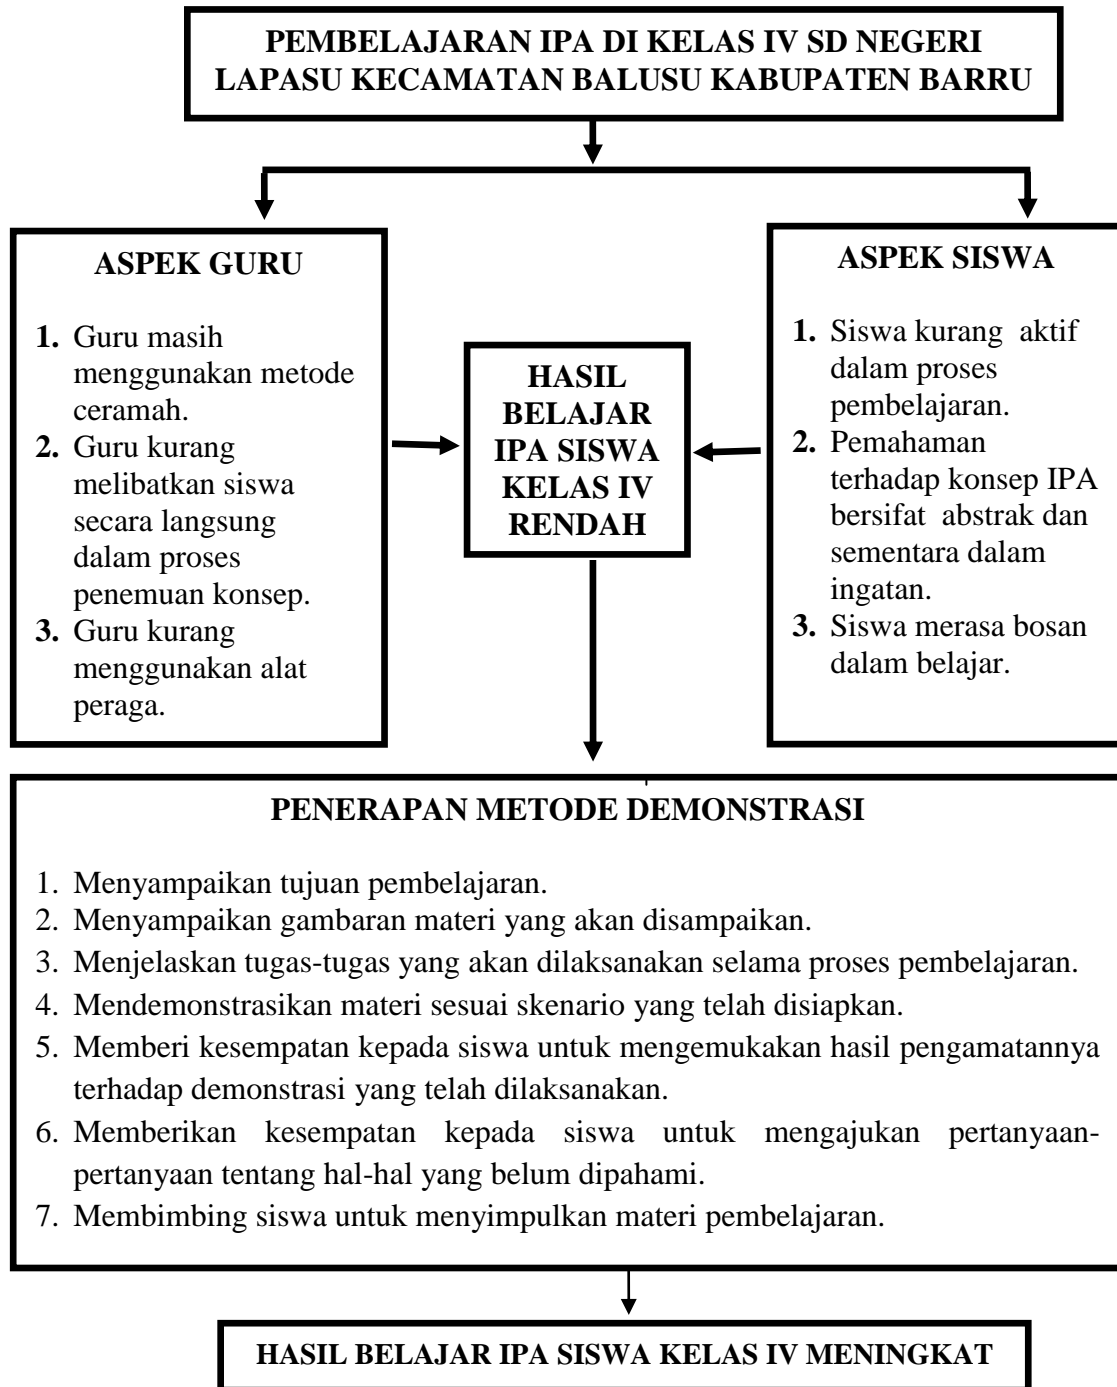 PEMBELAJARAN IPA DI KELAS IV SD NEGERI
LAPASU KECAMATAN BALUSU KABUPATEN BARRU
ASPEK GURU
1. Guru masih
menggunakan metode
ceramah.
2. Guru kurang
melibatkan siswa
secara langsung
dalam proses
penemuan konsep.
3. Guru kurang
menggunakan alat
peraga.
HASIL
BELAJAR
IPA SISWA
KELAS IV
RENDAH
ASPEK SISWA
1. Siswa kurang aktif
dalam proses
pembelajaran.
2. Pemahaman
terhadap konsep IPA
bersifat abstrak dan
sementara dalam
ingatan.
3. Siswa merasa bosan
dalam belajar.
PENERAPAN METODE DEMONSTRASI
1. Menyampaikan tujuan pembelajaran.
2. Menyampaikan gambaran materi yang akan disampaikan.
3. Menjelaskan tugas-tugas yang akan dilaksanakan selama proses pembelajaran.
4. Mendemonstrasikan materi sesuai skenario yang telah disiapkan.
5. Memberi kesempatan kepada siswa untuk mengemukakan hasil pengamatannya
terhadap demonstrasi yang telah dilaksanakan.
6. Memberikan kesempatan kepada siswa untuk mengajukan pertanyaan-
pertanyaan tentang hal-hal yang belum dipahami.
7. Membimbing siswa untuk menyimpulkan materi pembelajaran.
HASIL BELAJAR IPA SISWA KELAS IV MENINGKAT